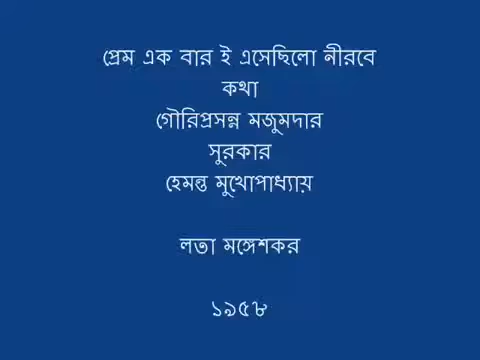 প্রেম এক বার ই এসেছিলো নীরবে
কথা
গৌরিপ্রসন্ন মজুমদার
সুরকার
হেমন্ত মুখোপাধ্যায়
লতা মঙ্গেশকর
১৯৫৮